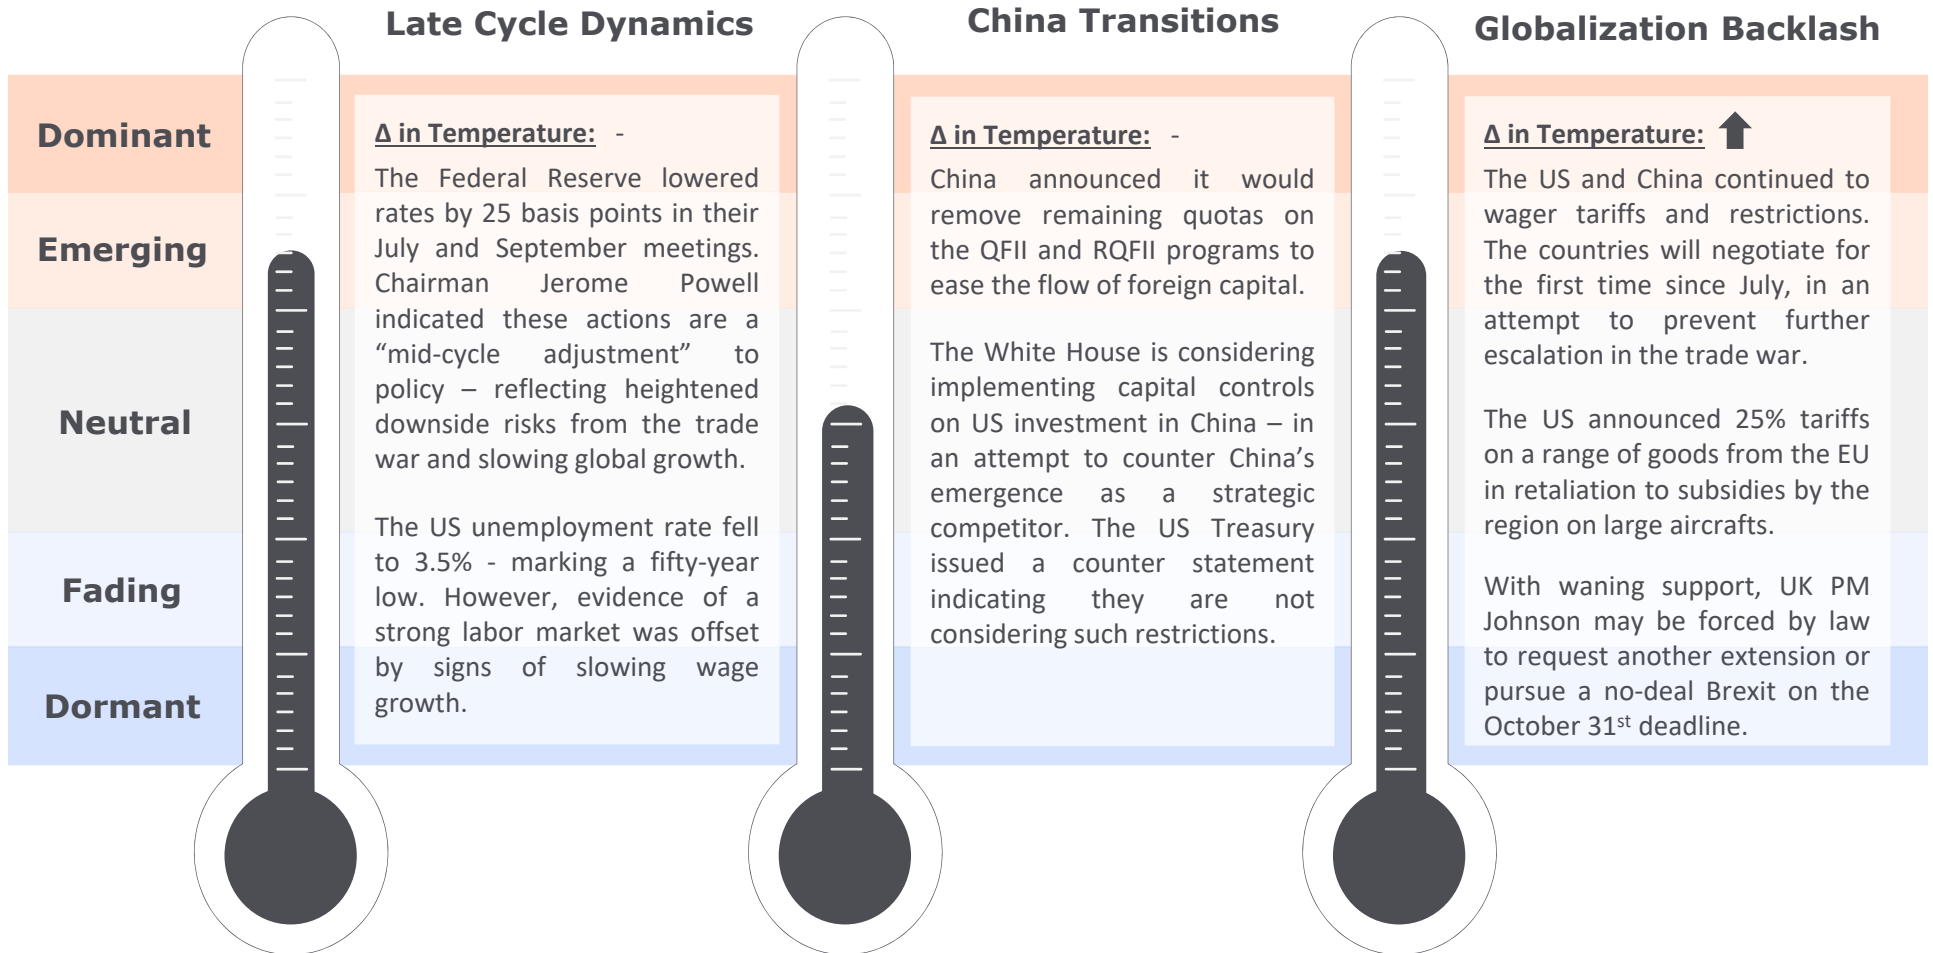 Late Cycle Dynamics
China Transitions
Globalization Backlash
Dominant
Emerging
Neutral
Fading
Dormant
Δ in Temperature: -
The Federal Reserve lowered
rates by 25 basis points in their
July and September meetings.
Chairman Jerome Powell
indicated these actions are a
“mid-cycle adjustment” to
policy – reflecting heightened
downside risks from the trade
war and slowing global growth.
The US unemployment rate fell
to 3.5% - marking a fifty-year
low. However, evidence of a
strong labor market was offset
by signs of slowing wage
growth.
Δ in Temperature: -
China announced it would
remove remaining quotas on
the QFII and RQFII programs to
ease the flow of foreign capital.
The White House is considering
implementing capital controls
on US investment in China – in
an attempt to counter China’s
emergence as a strategic
competitor. The US Treasury
issued a counter statement
indicating they are not
considering such restrictions.
Δ in Temperature:
The US and China continued to
wager tariffs and restrictions.
The countries will negotiate for
the first time since July, in an
attempt to prevent further
escalation in the trade war.
The US announced 25% tariffs
on a range of goods from the EU
in retaliation to subsidies by the
region on large aircrafts.
With waning support, UK PM
Johnson may be forced by law
to request another extension or
pursue a no-deal Brexit on the
October 31st deadline.